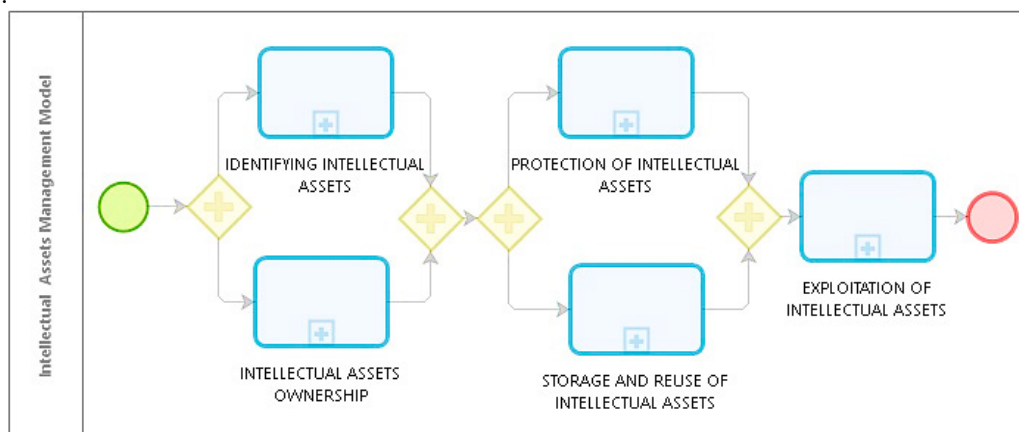 Intellectual Assets Management Model
IDENTIFYING INTELLECTUAL
ASSETS
PROTECTION OF INTELLECTUAL
ASSETS
EXPLOITATION OF
INTELLECTUAL ASSETS
INTELLECTUAL ASSETS
OWNERSHIP
STORAGE AND REUSE OF
INTELLECTUAL ASSETS